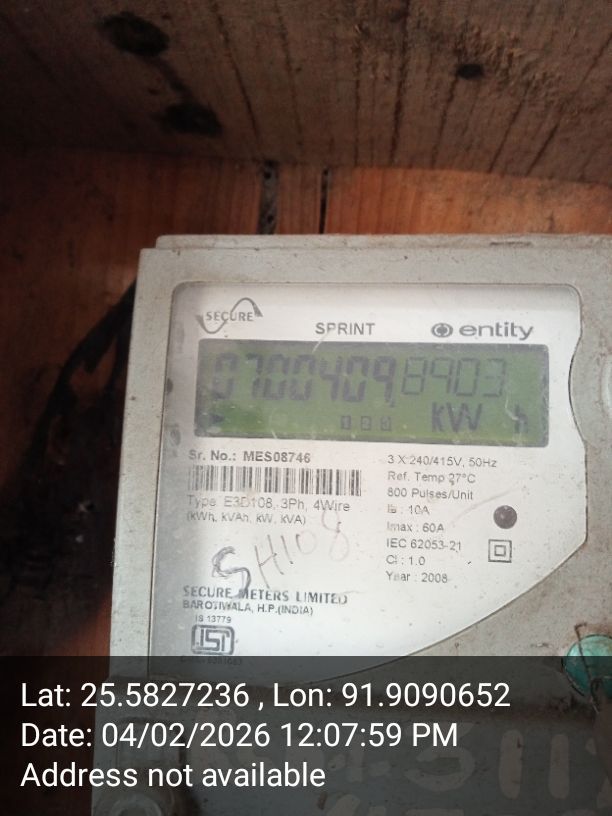 SECURE
SPRINT
entity
0700409.8903
kW h
123
Sr. No.: MES08746
3 X 240/415V, 50Hz
Ref. Temp 27°C
800 Pulses/Unit
Type E3D108, 3Ph, 4Wire
(kWh, kVAh, kW, kVA)
Ib : 10A
Imax : 60A
IEC 62053-21
Cl : 1.0
Year : 2008
SH108
SECURE METERS LIMITED
BAROTIWALA, H.P.(INDIA)
IS 13779
ISI
Lat: 25.5827236 , Lon: 91.9090652
Date: 04/02/2026 12:07:59 PM
Address not available